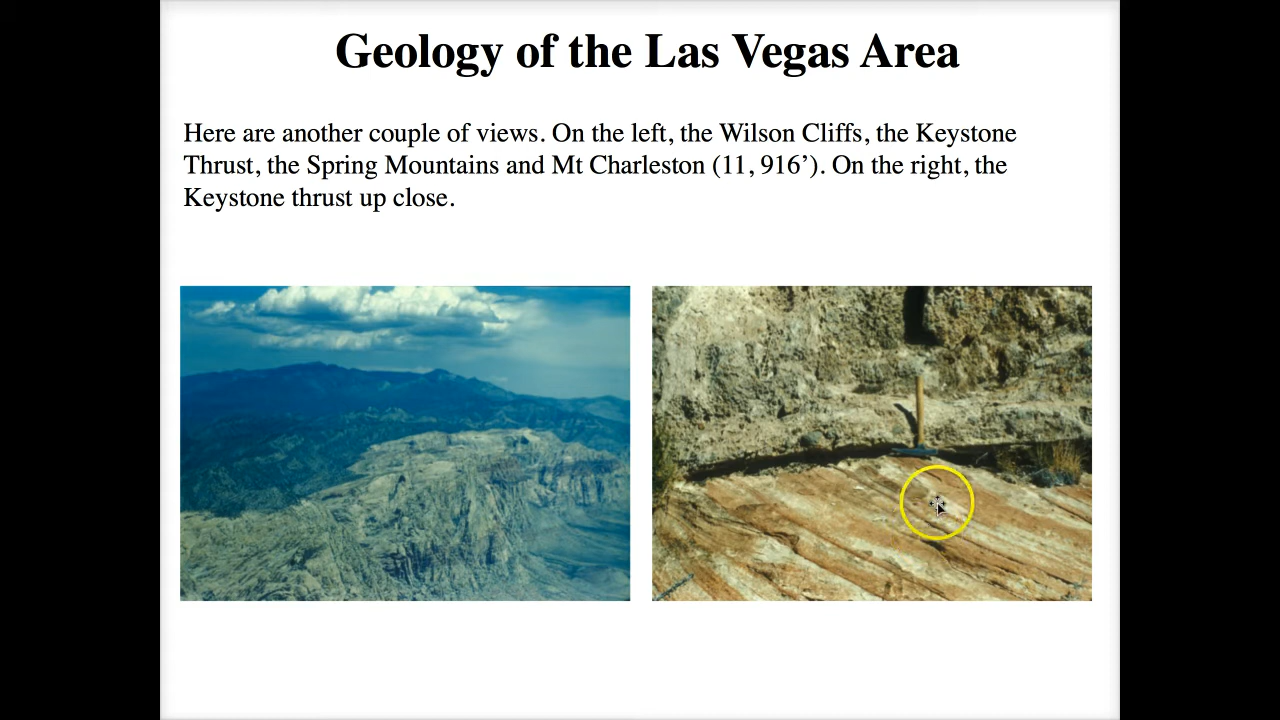 Geology of the Las Vegas Area
Here are another couple of views. On the left, the Wilson Cliffs, the Keystone
Thrust, the Spring Mountains and Mt Charleston (11, 916’). On the right, the
Keystone thrust up close.